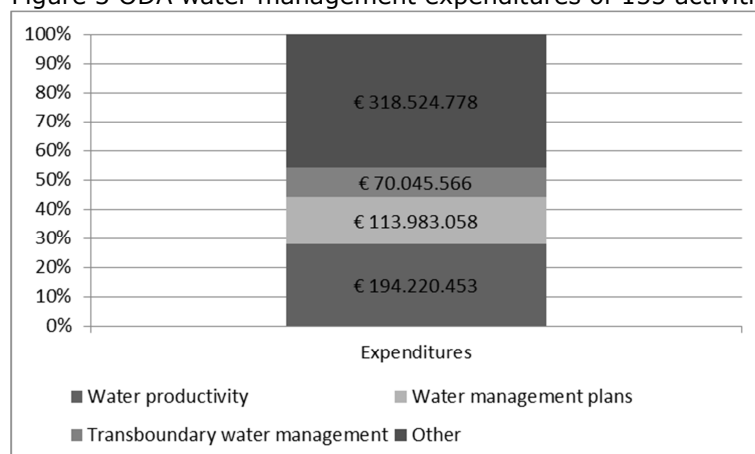 Figure 3 ODA water management expenditures of 155 activiti
100%
90%
80%
70%
60%
50%
40%
30%
20%
10%
0%
€ 318.524.778
€ 70.045.566
€ 113.983.058
€ 194.220.453
Expenditures
Water productivity
Water management plans
Transboundary water management
Other